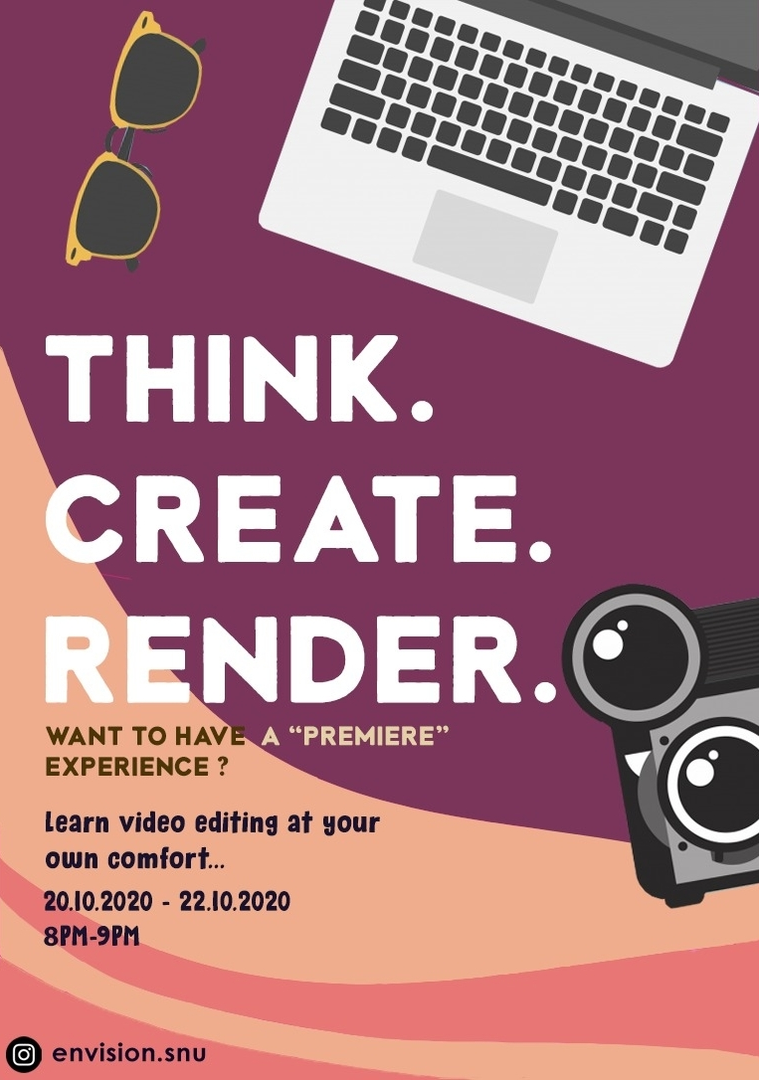 THINK.
CREATE.
RENDER.
WANT TO HAVE A “PREMIERE”
EXPERIENCE ?
Learn video editing at your
own comfort...
20.10.2020 - 22.10.2020
8PM-9PM
envision.snu